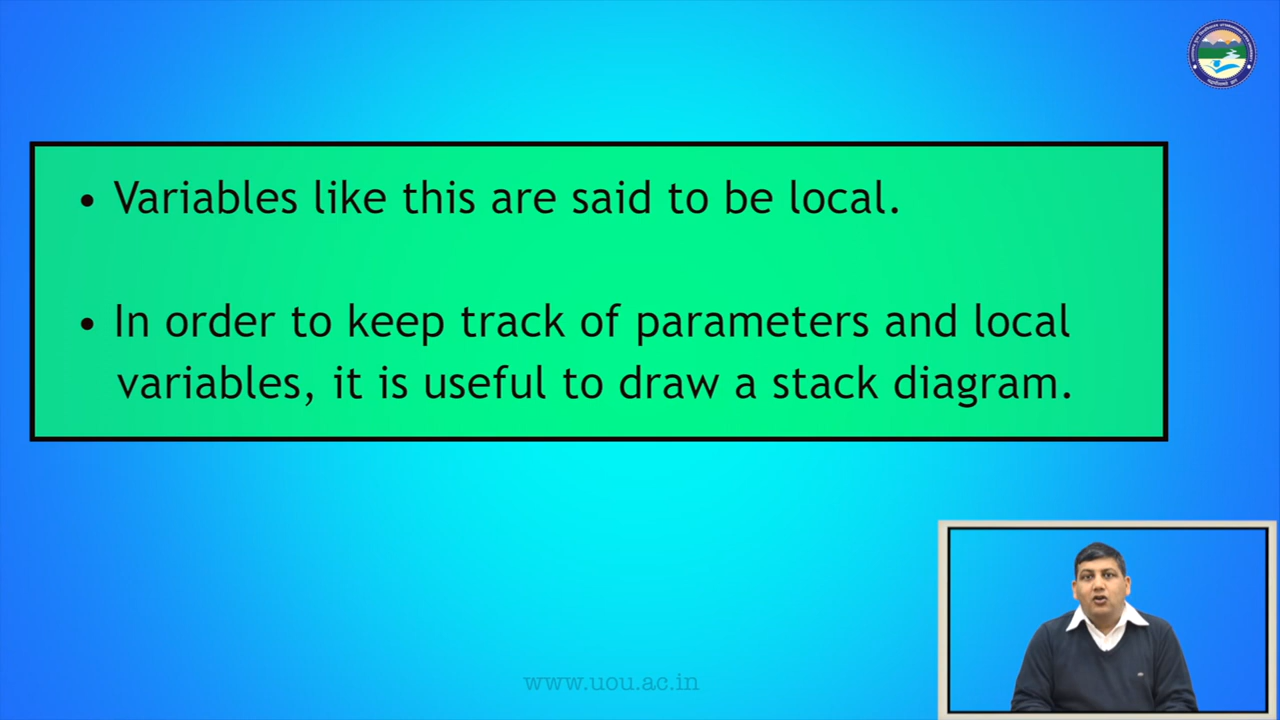 • Variables like this are said to be local.
• In order to keep track of parameters and local
variables, it is useful to draw a stack diagram.
www.uou.ac.in